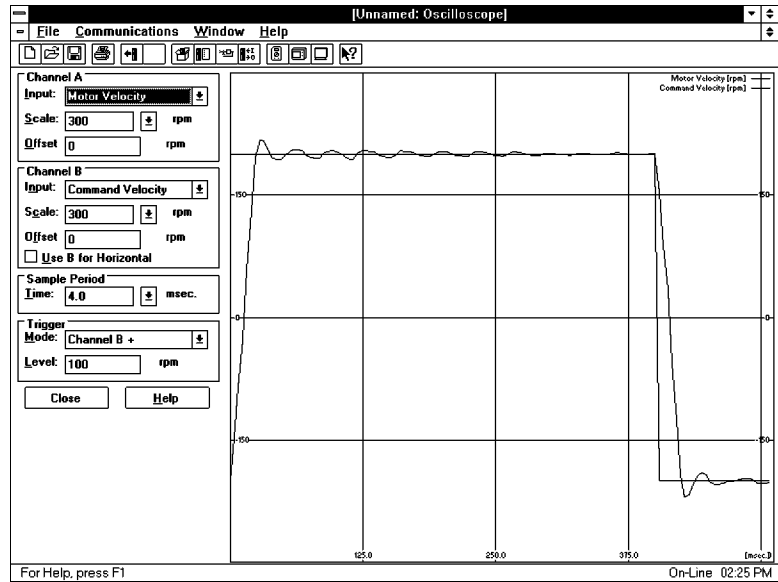 [Unnamed: Oscilloscope]
File Communications Window Help
Channel A
Input: Motor Velocity
Scale: 300 rpm
Offset 0 rpm
Channel B
Input: Command Velocity
Scale: 300 rpm
Offset 0 rpm
Use B for Horizontal
Sample Period
Time: 4.0 msec.
Trigger
Mode: Channel B +
Level: 100 rpm
Close Help
Motor Velocity [rpm]
Command Velocity [rpm]
-150- -150-
-0- -0-
-150- -150-
125.0 250.0 375.0 [msec.]
For Help, press F1 On-Line 02:25 PM